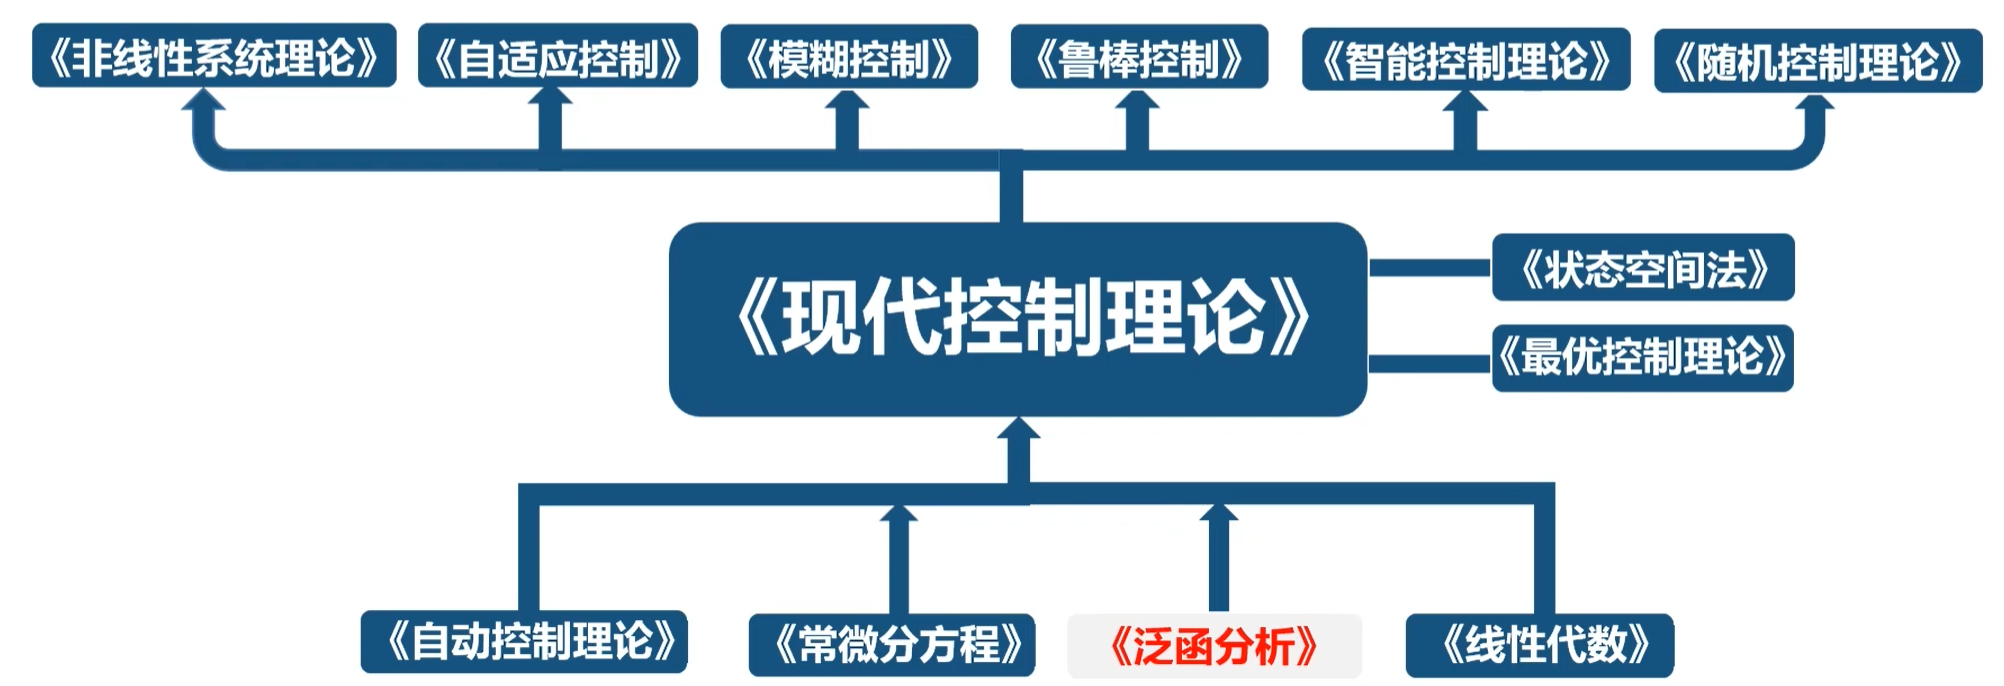 《非线性系统理论》
《自适应控制》
《模糊控制》
《鲁棒控制》
《智能控制理论》
《随机控制理论》
《现代控制理论》
《状态空间法》
《最优控制理论》
《自动控制理论》
《常微分方程》
《泛函分析》
《线性代数》